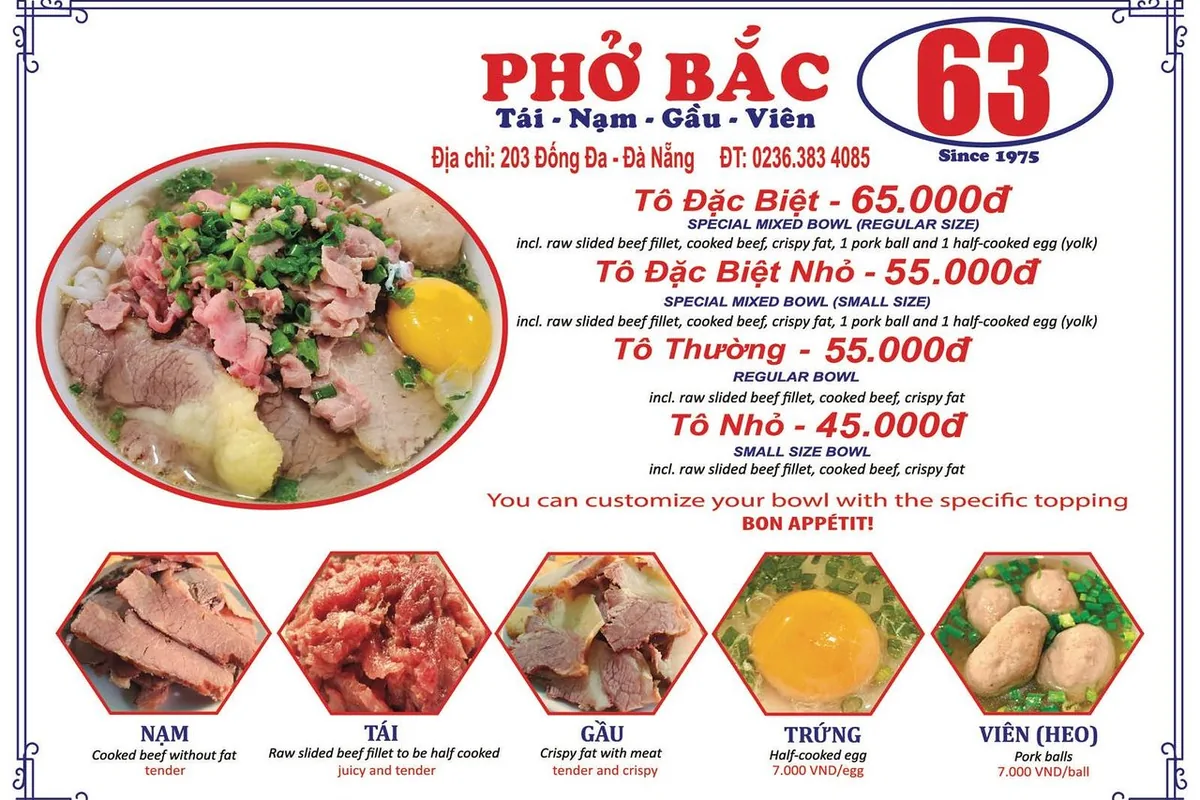 PHỞ BẮC
63
Tái - Nạm - Gầu - Viên
Since 1975
Địa chỉ: 203 Đống Đa - Đà Nẵng ĐT: 0236.383 4085
Tô Đặc Biệt - 65.000đ
SPECIAL MIXED BOWL (REGULAR SIZE)
incl. raw slided beef fillet, cooked beef, crispy fat, 1 pork ball and 1 half-cooked egg (yolk)
Tô Đặc Biệt Nhỏ - 55.000đ
SPECIAL MIXED BOWL (SMALL SIZE)
incl. raw slided beef fillet, cooked beef, crispy fat, 1 pork ball and 1 half-cooked egg (yolk)
Tô Thường - 55.000đ
REGULAR BOWL
incl. raw slided beef fillet, cooked beef, crispy fat
Tô Nhỏ - 45.000đ
SMALL SIZE BOWL
incl. raw slided beef fillet, cooked beef, crispy fat
You can customize your bowl with the specific topping
BON APPÉTIT!
NẠM
Cooked beef without fat
tender
TÁI
Raw slided beef fillet to be half cooked
juicy and tender
GẦU
Crispy fat with meat
tender and crispy
TRỨNG
Half-cooked egg
7.000 VND/egg
VIÊN (HEO)
Pork balls
7.000 VND/ball